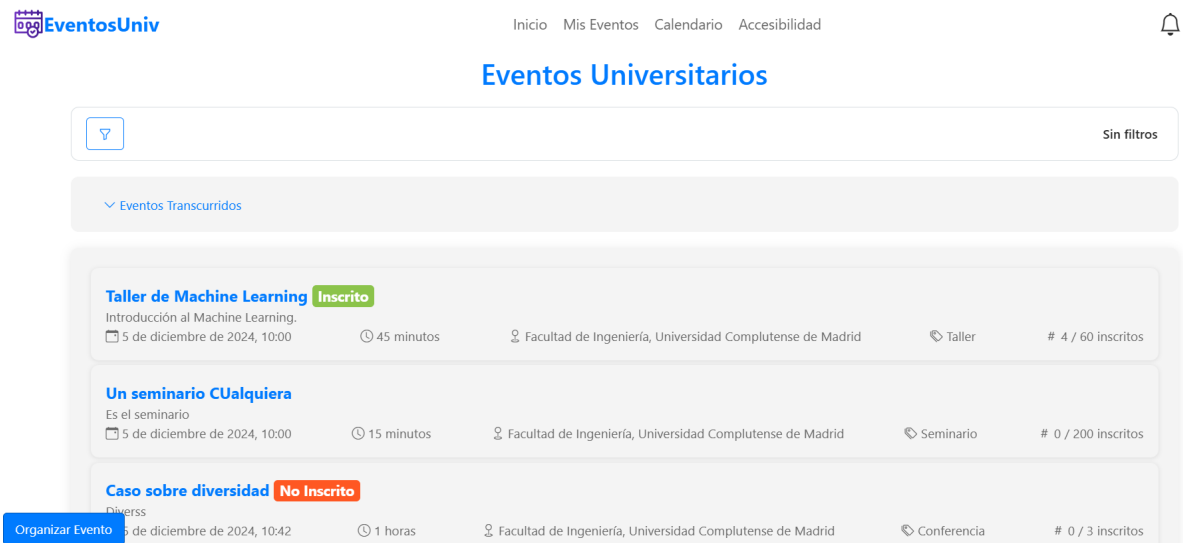 EventosUniv
Inicio Mis Eventos Calendario Accesibilidad
Eventos Universitarios
Sin filtros
Eventos Transcurridos
Taller de Machine Learning Inscrito
Introducción al Machine Learning.
5 de diciembre de 2024, 10:00 45 minutos Facultad de Ingeniería, Universidad Complutense de Madrid Taller # 4 / 60 inscritos
Un seminario CUalquiera
Es el seminario
5 de diciembre de 2024, 10:00 15 minutos Facultad de Ingeniería, Universidad Complutense de Madrid Seminario # 0 / 200 inscritos
Caso sobre diversidad No Inscrito
Diverss
de diciembre de 2024, 10:42 1 horas Facultad de Ingeniería, Universidad Complutense de Madrid Conferencia # 0 / 3 inscritos
Organizar Evento